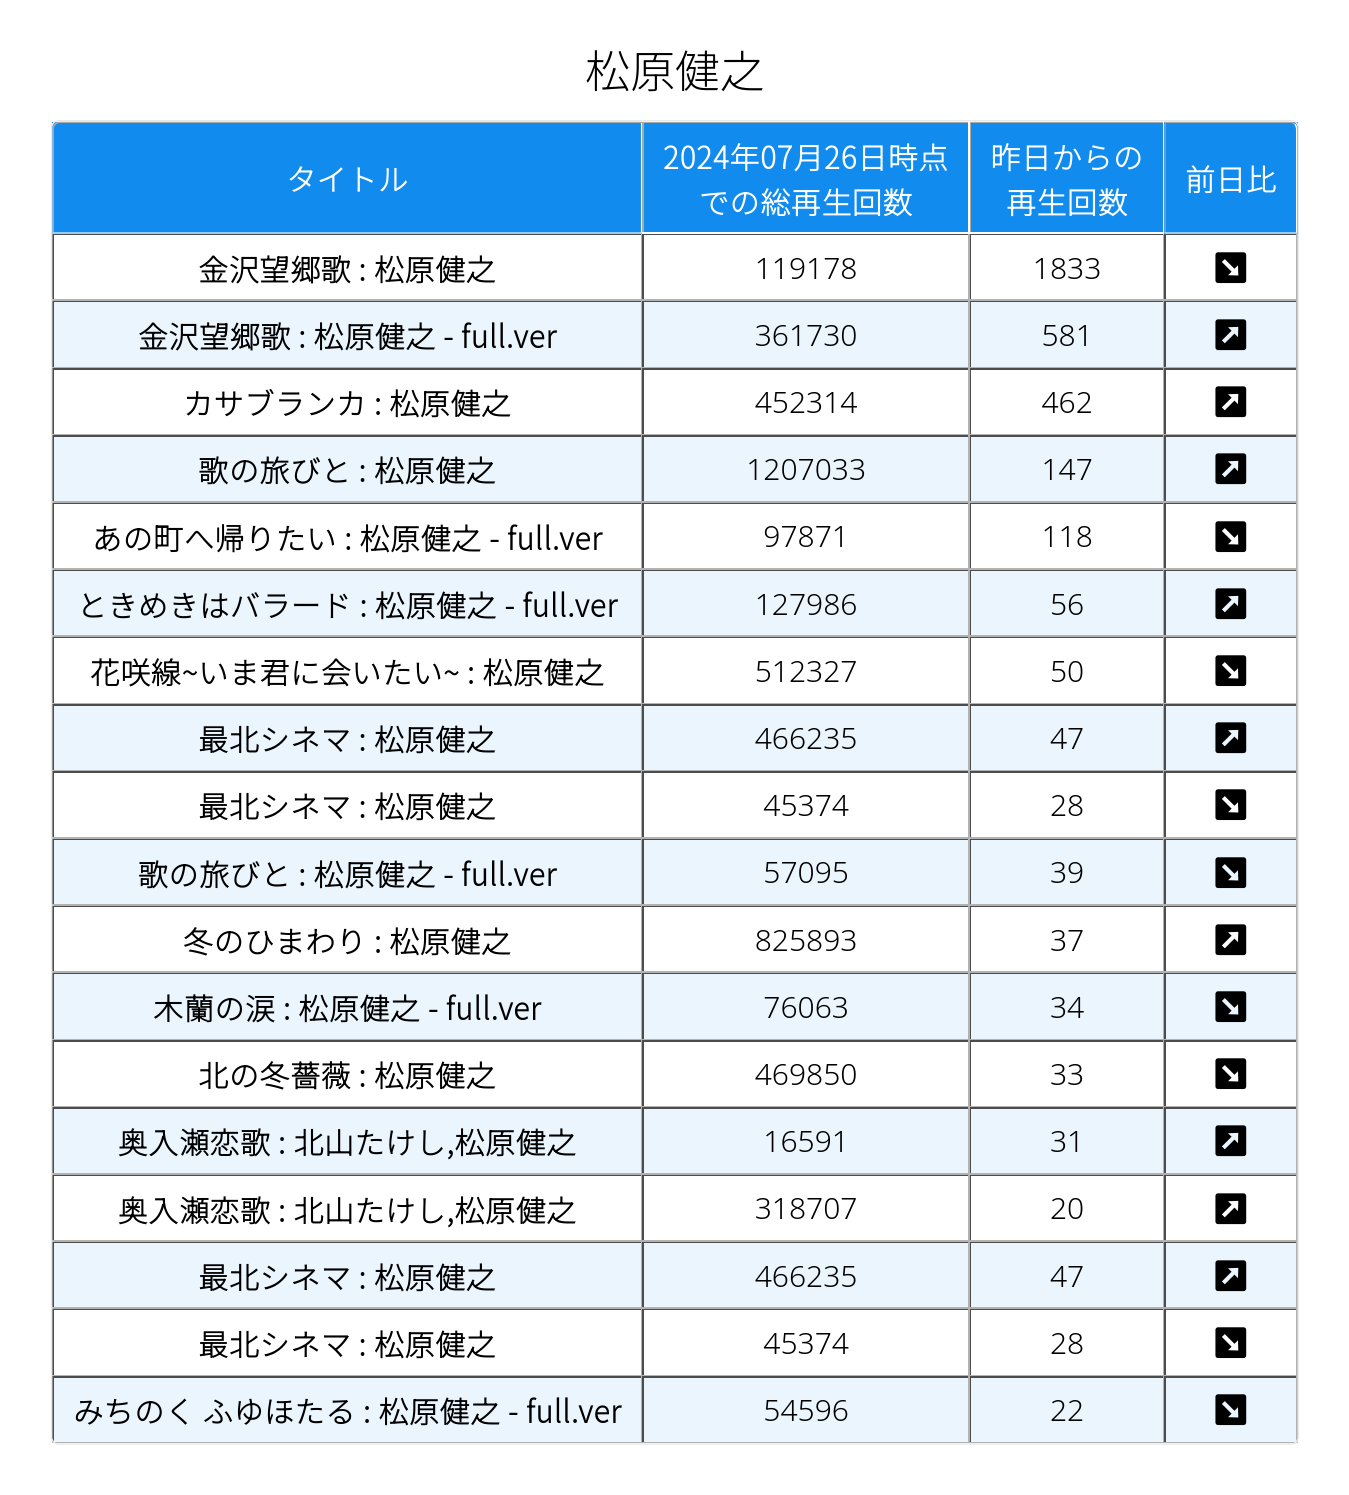 松原健之
タイトル 2024年07月26日時点での総再生回数 昨日からの再生回数 前日比
金沢望郷歌 : 松原健之 119178 1833 ↘
金沢望郷歌 : 松原健之 - full.ver 361730 581 ↗
カサブランカ : 松原健之 452314 462 ↗
歌の旅びと : 松原健之 1207033 147 ↗
あの町へ帰りたい : 松原健之 - full.ver 97871 118 ↘
ときめきはバラード : 松原健之 - full.ver 127986 56 ↗
花咲線~いま君に会いたい~ : 松原健之 512327 50 ↘
最北シネマ : 松原健之 466235 47 ↗
最北シネマ : 松原健之 45374 28 ↘
歌の旅びと : 松原健之 - full.ver 57095 39 ↘
冬のひまわり : 松原健之 825893 37 ↗
木蘭の涙 : 松原健之 - full.ver 76063 34 ↘
北の冬薔薇 : 松原健之 469850 33 ↘
奥入瀬恋歌 : 北山たけし,松原健之 16591 31 ↗
奥入瀬恋歌 : 北山たけし,松原健之 318707 20 ↗
最北シネマ : 松原健之 466235 47 ↗
最北シネマ : 松原健之 45374 28 ↘
みちのく ふゆほたる : 松原健之 - full.ver 54596 22 ↘